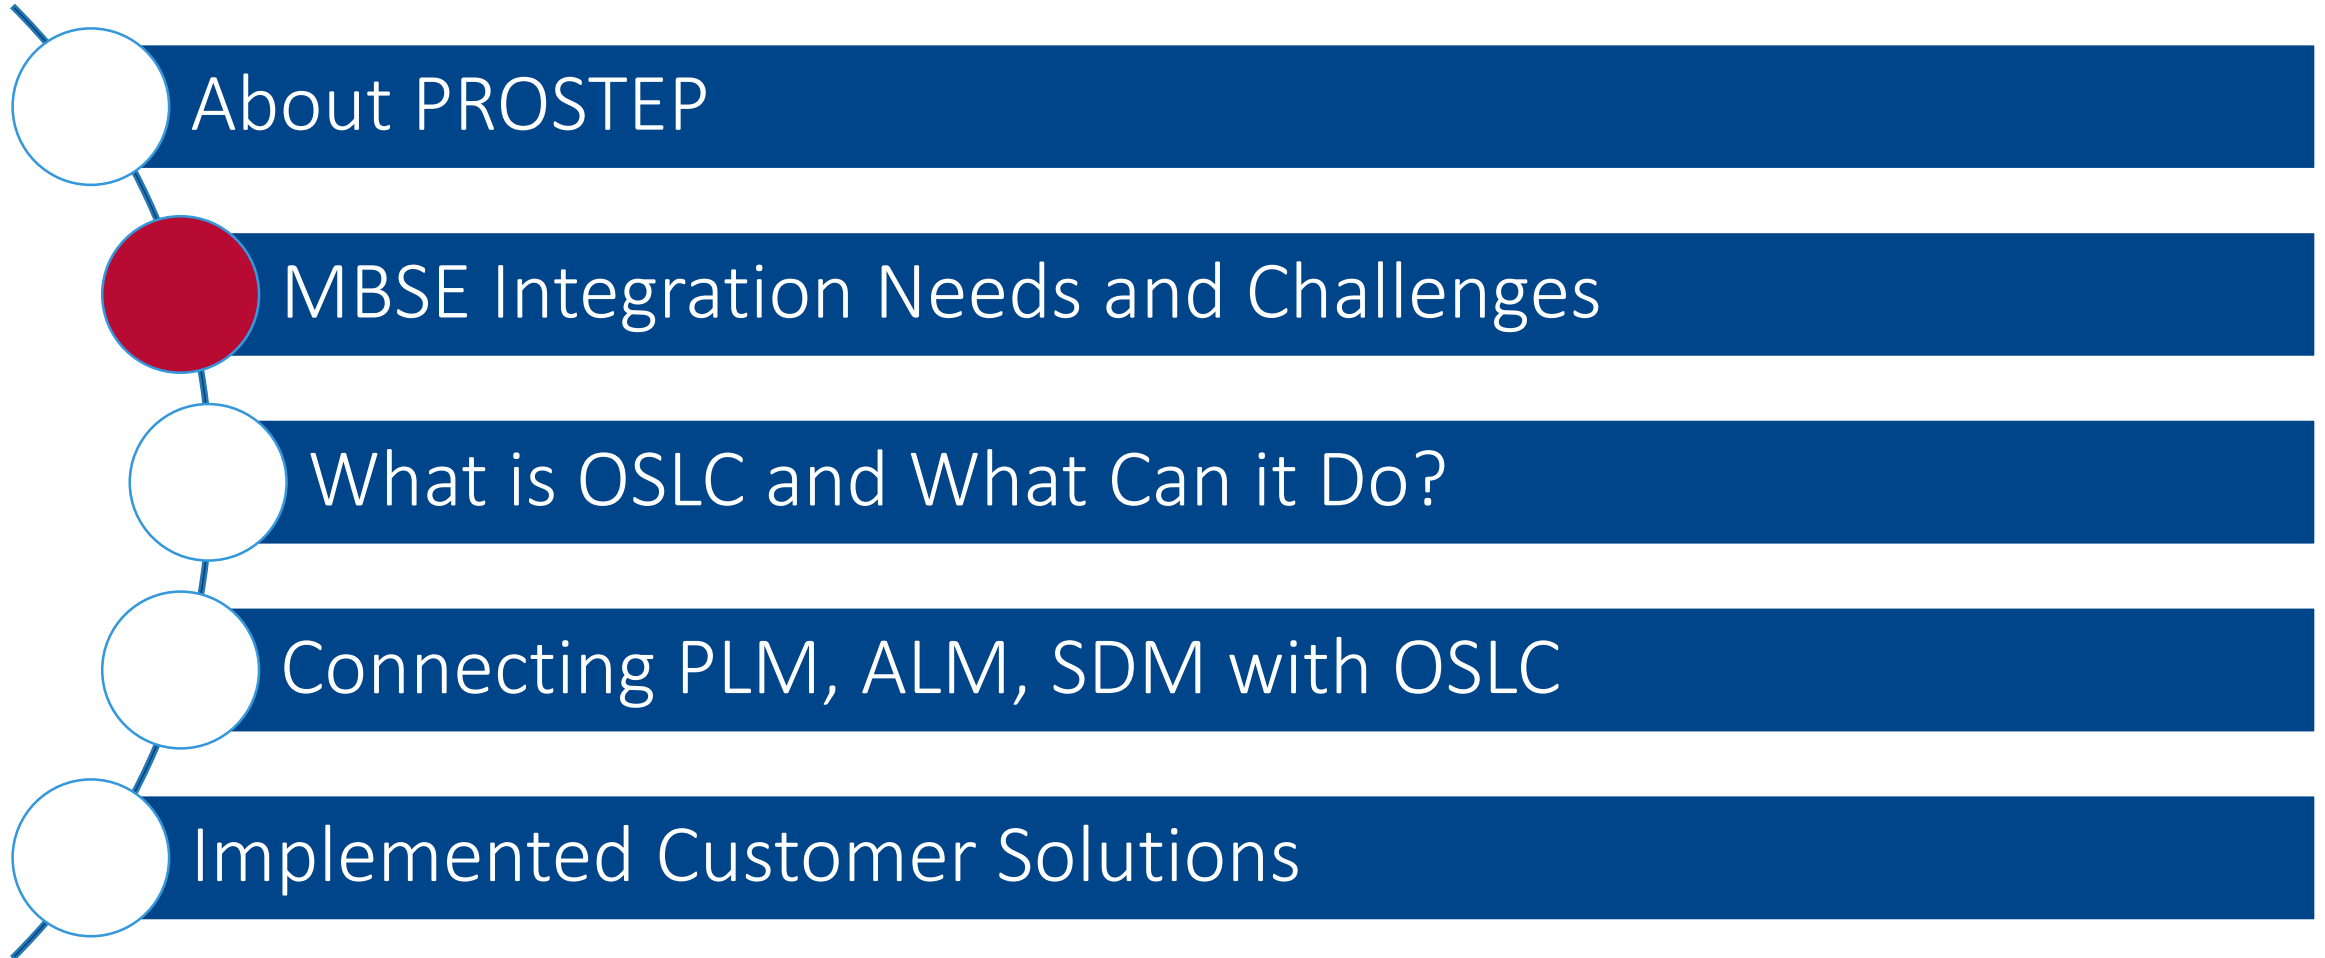 About PROSTEP
MBSE Integration Needs and Challenges
What is OSLC and What Can it Do?
Connecting PLM, ALM, SDM with OSLC
Implemented Customer Solutions